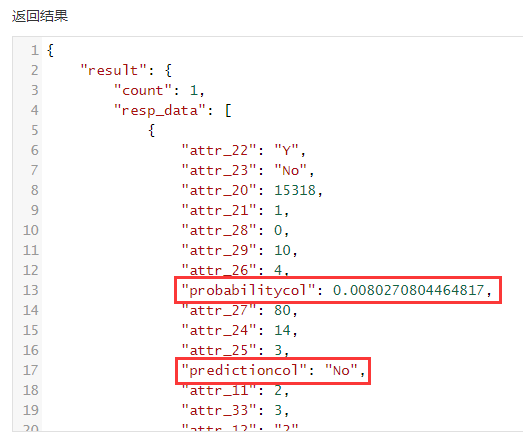 返回结果
1 {
2 "result": {
3 "count": 1,
4 "resp_data": [
5 {
6 "attr_22": "Y",
7 "attr_23": "No",
8 "attr_20": 15318,
9 "attr_21": 1,
10 "attr_28": 0,
11 "attr_29": 10,
12 "attr_26": 4,
13 "probabilitycol": 0.0080270804464817,
14 "attr_27": 80,
15 "attr_24": 14,
16 "attr_25": 3,
17 "predictioncol": "No",
18 "attr_11": 2,
19 "attr_33": 3,
20 "attr_12": "2"